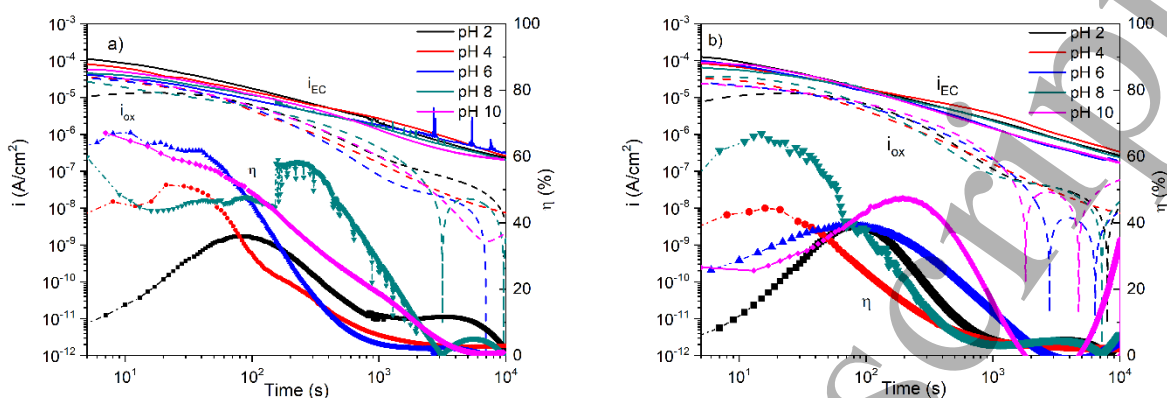 a)
pH 2
pH 4
pH 6
pH 8
pH 10
i_EC
i_ox
η
i (A/cm²)
10⁻³
10⁻⁴
10⁻⁵
10⁻⁶
10⁻⁷
10⁻⁸
10⁻⁹
10⁻¹⁰
10⁻¹¹
10⁻¹²
100
80
60
40
20
0
η (%)
10¹ 10² 10³ 10⁴
Time (s)
b)
pH 2
pH 4
pH 6
pH 8
pH 10
i_EC
i_ox
η
i (A/cm²)
10⁻³
10⁻⁴
10⁻⁵
10⁻⁶
10⁻⁷
10⁻⁸
10⁻⁹
10⁻¹⁰
10⁻¹¹
10⁻¹²
100
80
60
40
20
0
η (%)
10¹ 10² 10³ 10⁴
Time (s)
script